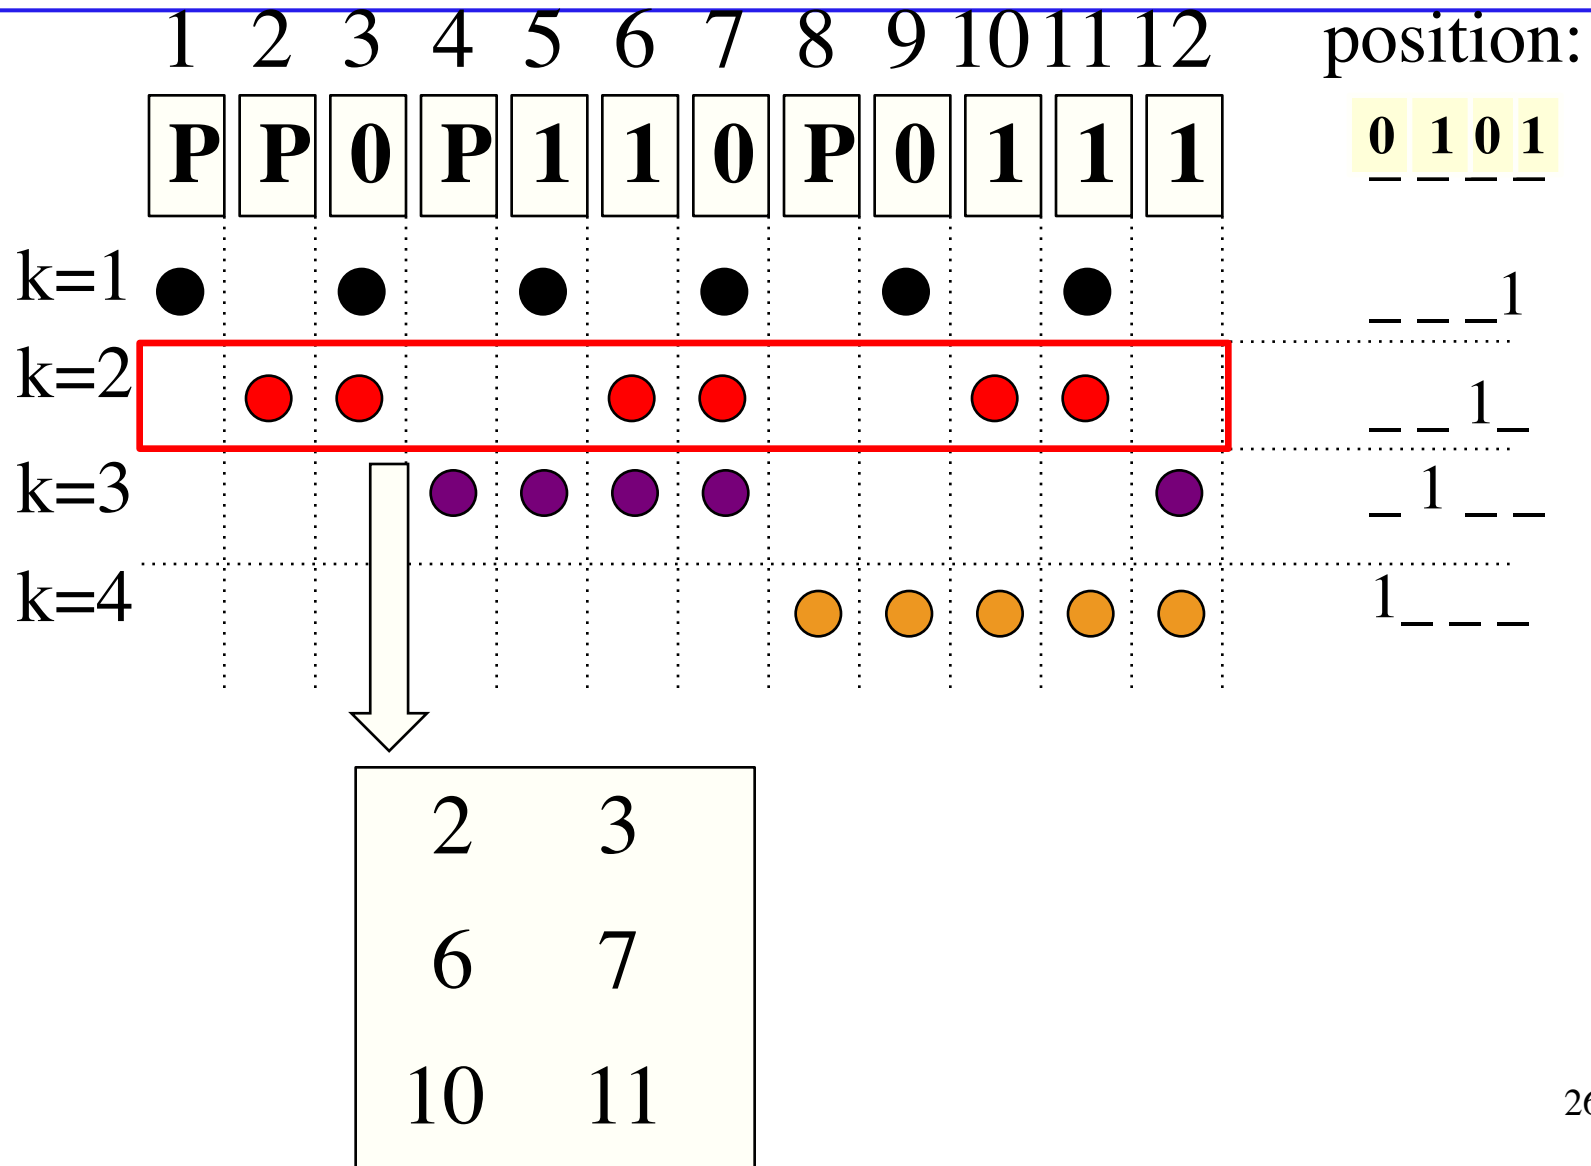 1 2 3 4 5 6 7 8 9 10 11 12 position:
P P 0 P 1 1 0 P 0 1 1 1 0 1 0 1
_ _ _ _
k=1 _ _ _1
k=2 _ _ 1_
k=3 _ 1 _ _
k=4 1_ _ _
2 3
6 7
10 11
26